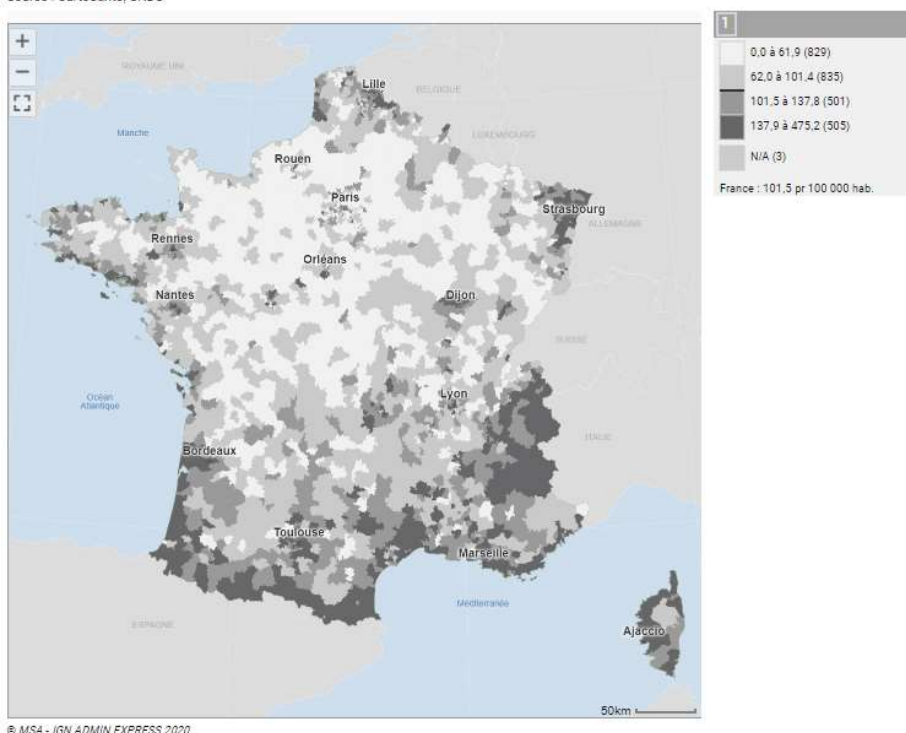 +
1
−
0,0 à 61,9 (829)
62,0 à 101,4 (835)
101,5 à 137,8 (501)
137,9 à 475,2 (505)
N/A (3)
France : 101,5 pr 100 000 hab.
ROYAUME UNI
Lille
BELGIQUE
LUXEMBOURG
Manche
Rouen
Paris
Strasbourg
ALLEMAGNE
Rennes
Orléans
Nantes
Dijon
SUISSE
Océan
Atlantique
Lyon
ITALIE
Bordeaux
Toulouse
Marseille
Méditerranée
ESPAGNE
Ajaccio
50km
© MSA - IGN ADMIN EXPRESS 2020